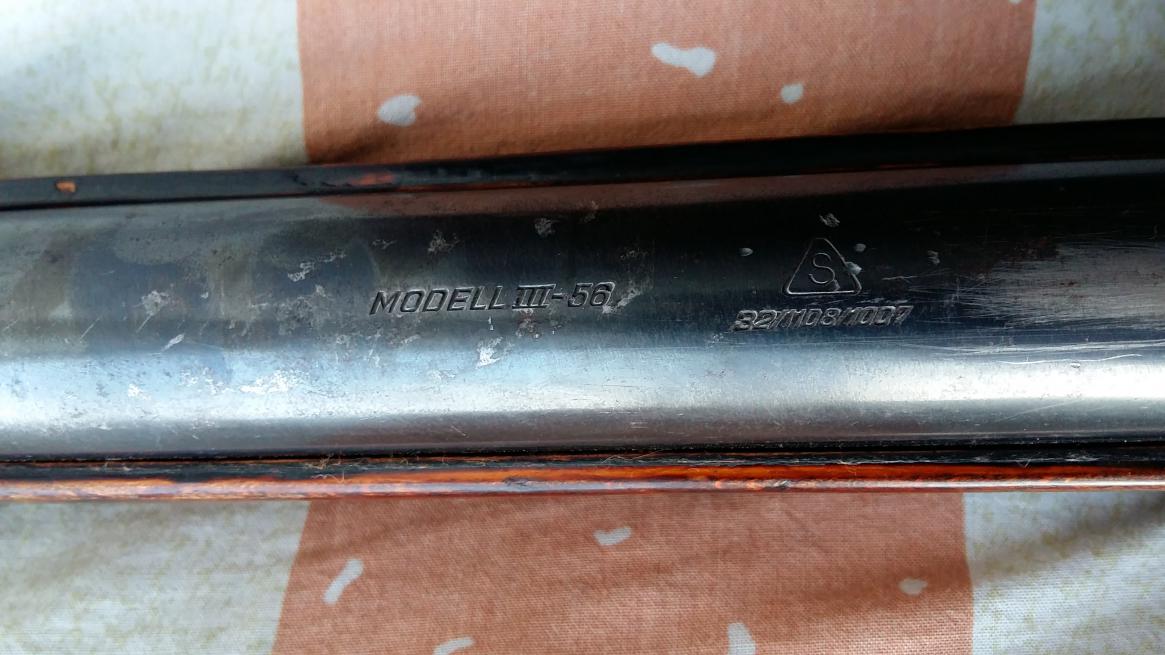 MODELL III-56
S
32/1108/1007